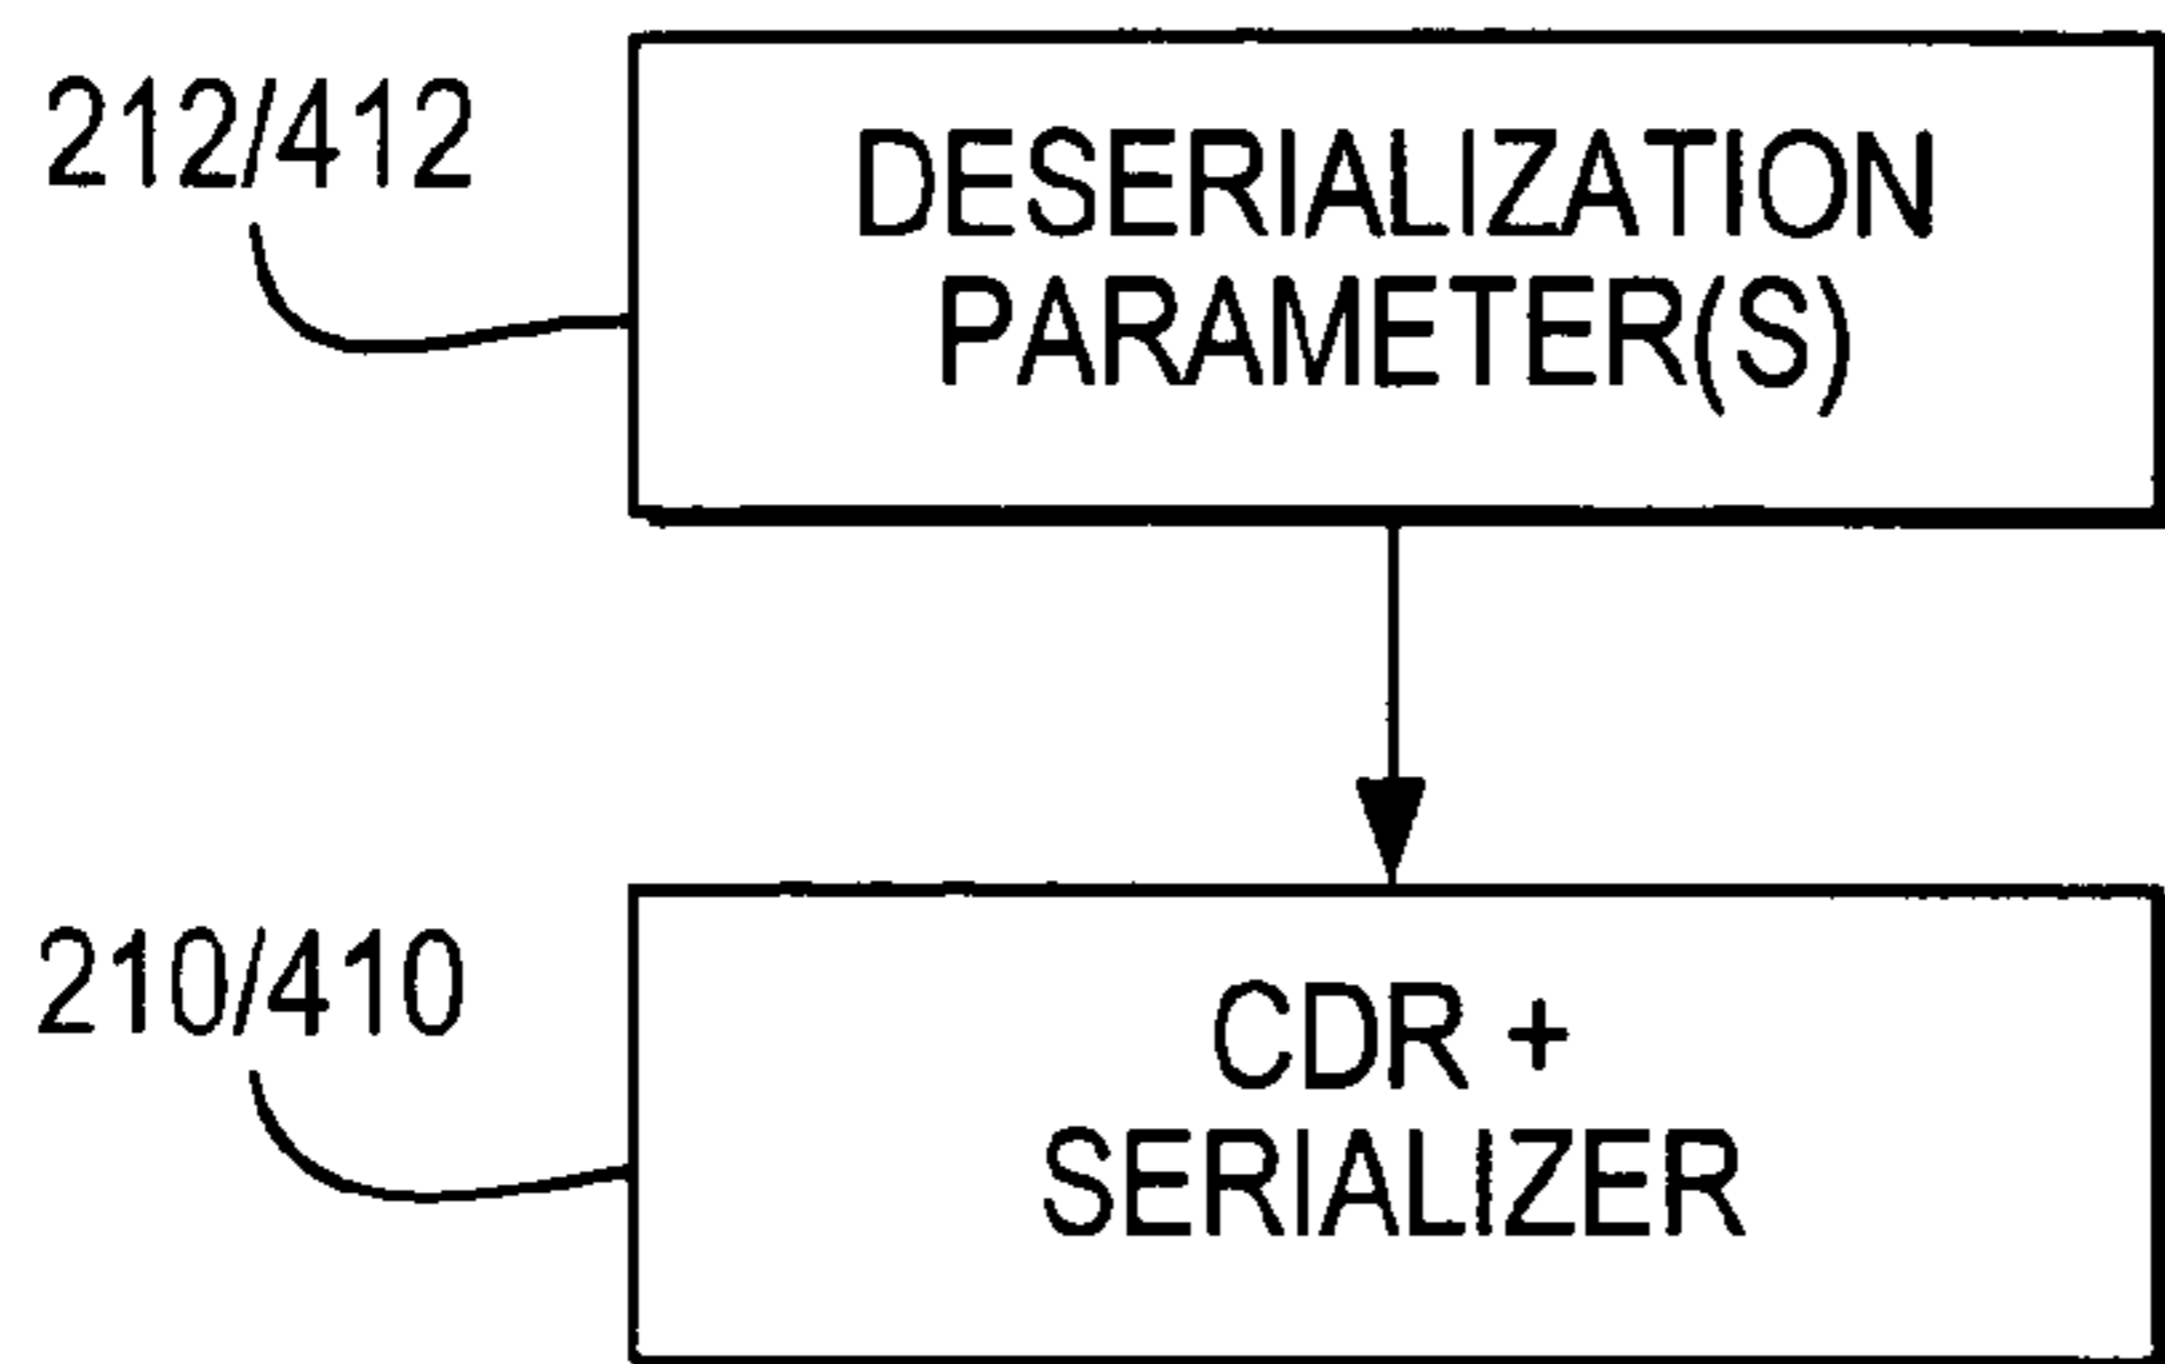 212/412
DESERIALIZATION
PARAMETER(S)
210/410
CDR +
SERIALIZER